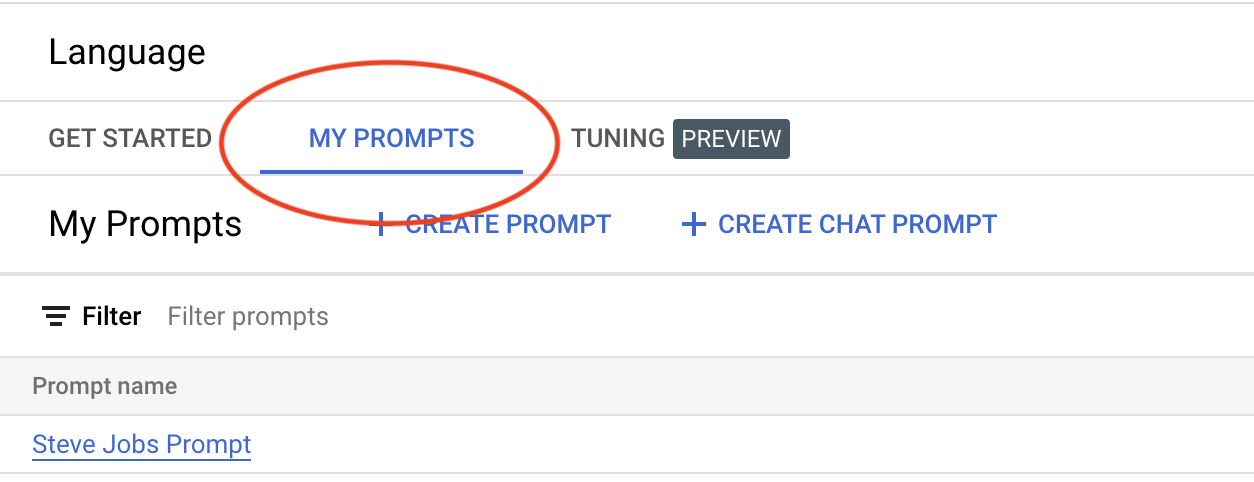 Language
GET STARTED MY PROMPTS TUNING PREVIEW
My Prompts + CREATE PROMPT + CREATE CHAT PROMPT
Filter Filter prompts
Prompt name
Steve Jobs Prompt